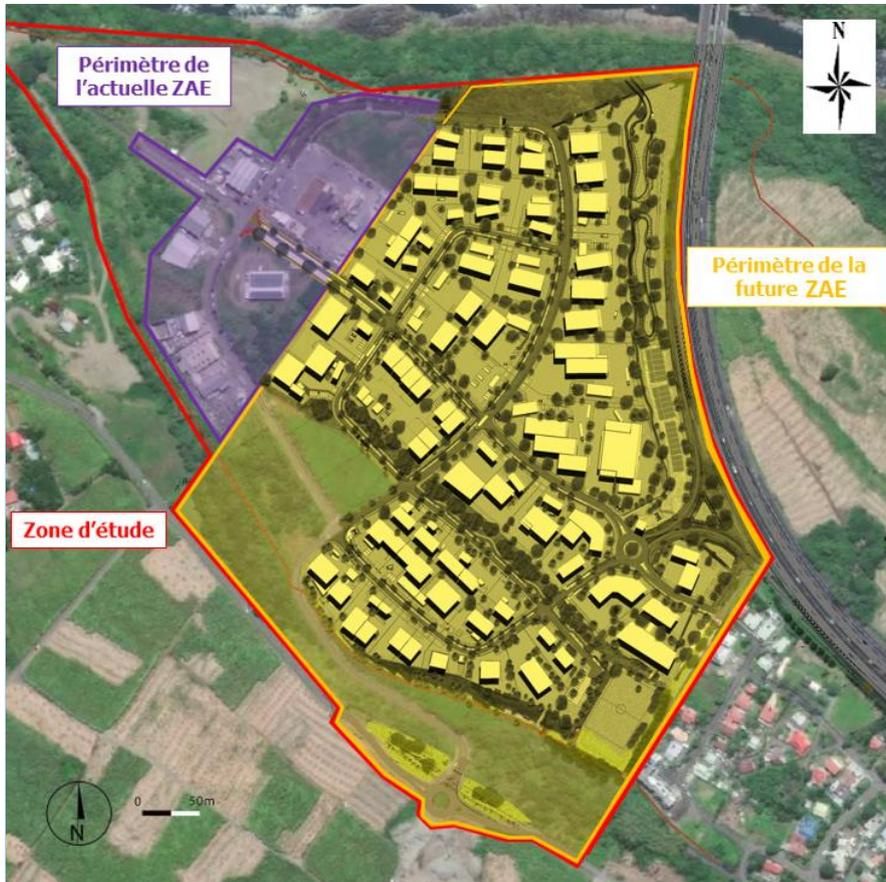 N
Périmètre de
l'actuelle ZAE
Périmètre de la
future ZAE
Zone d'étude
0 50m
N